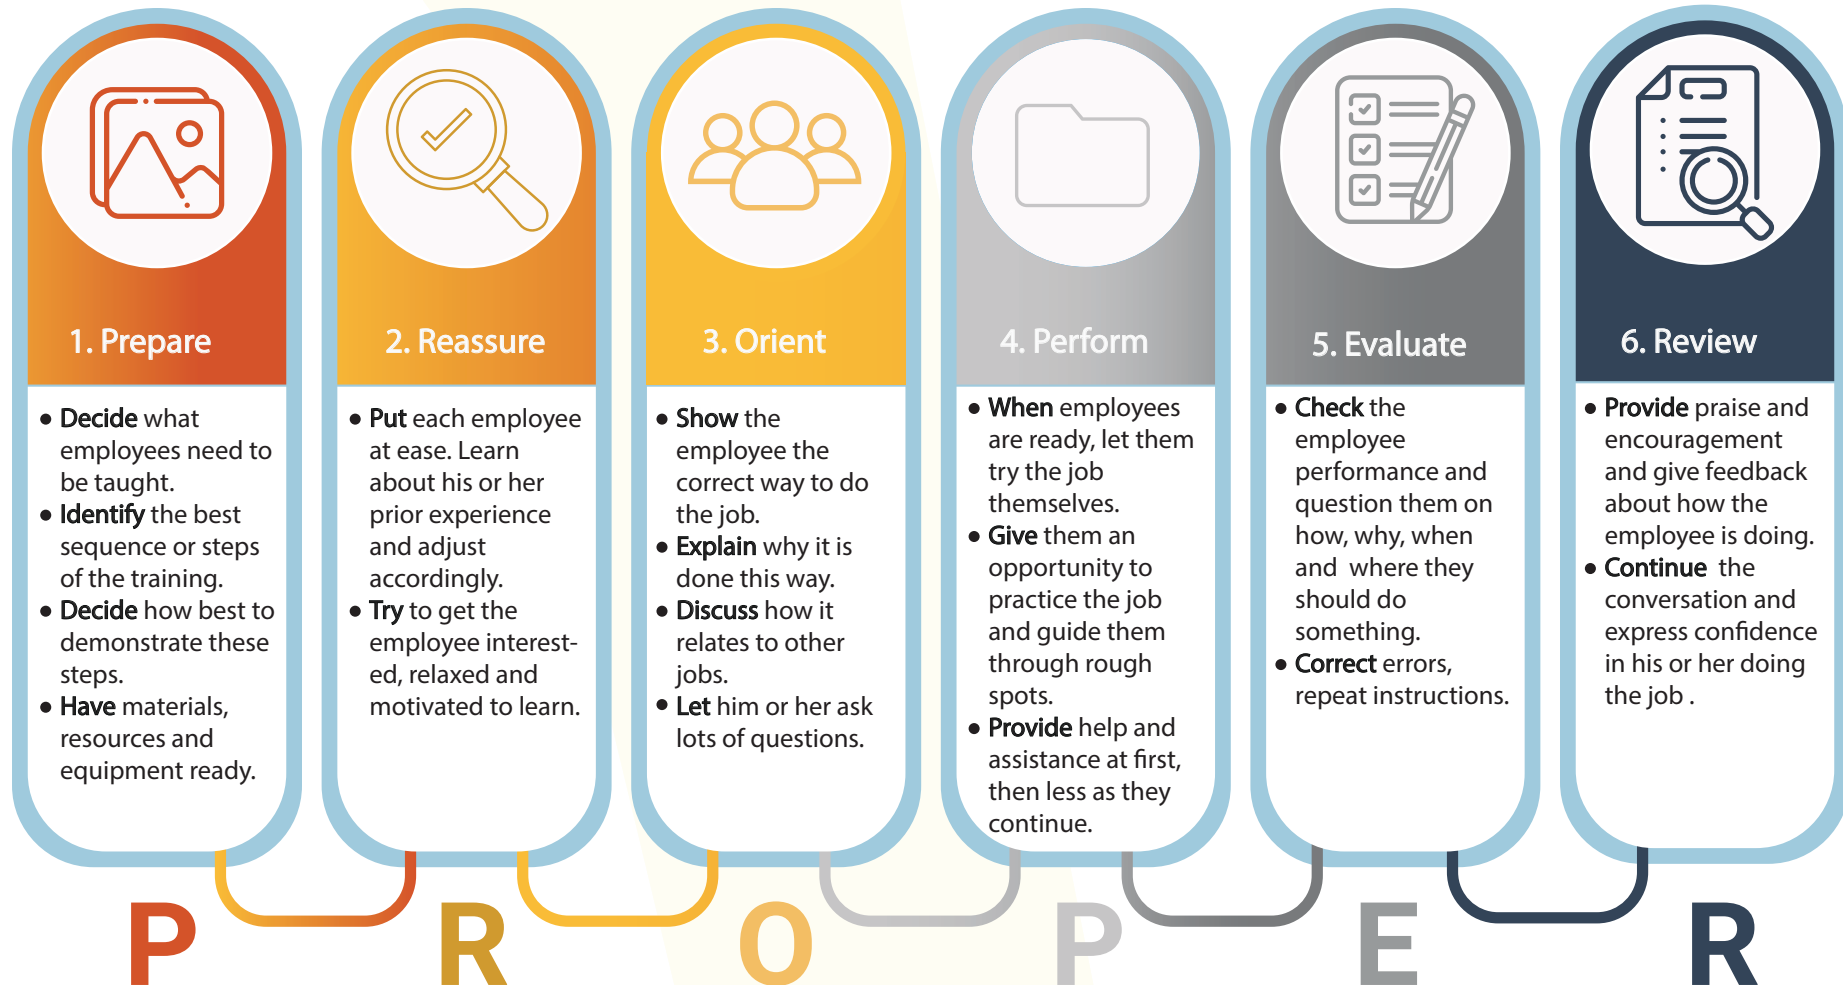 1. Prepare
• Decide what
employees need to
be taught.
• Identify the best
sequence or steps
of the training.
• Decide how best to
demonstrate these
steps.
• Have materials,
resources and
equipment ready.
2. Reassure
• Put each employee
at ease. Learn
about his or her
prior experience
and adjust
accordingly.
• Try to get the
employee interest-
ed, relaxed and
motivated to learn.
3. Orient
• Show the
employee the
correct way to do
the job.
• Explain why it is
done this way.
• Discuss how it
relates to other
jobs.
• Let him or her ask
lots of questions.
4. Perform
• When employees
are ready, let them
try the job
themselves.
• Give them an
opportunity to
practice the job
and guide them
through rough
spots.
• Provide help and
assistance at first,
then less as they
continue.
5. Evaluate
• Check the
employee
performance and
question them on
how, why, when
and where they
should do
something.
• Correct errors,
repeat instructions.
6. Review
• Provide praise and
encouragement
and give feedback
about how the
employee is doing.
• Continue the
conversation and
express confidence
in his or her doing
the job .
P R O P E R